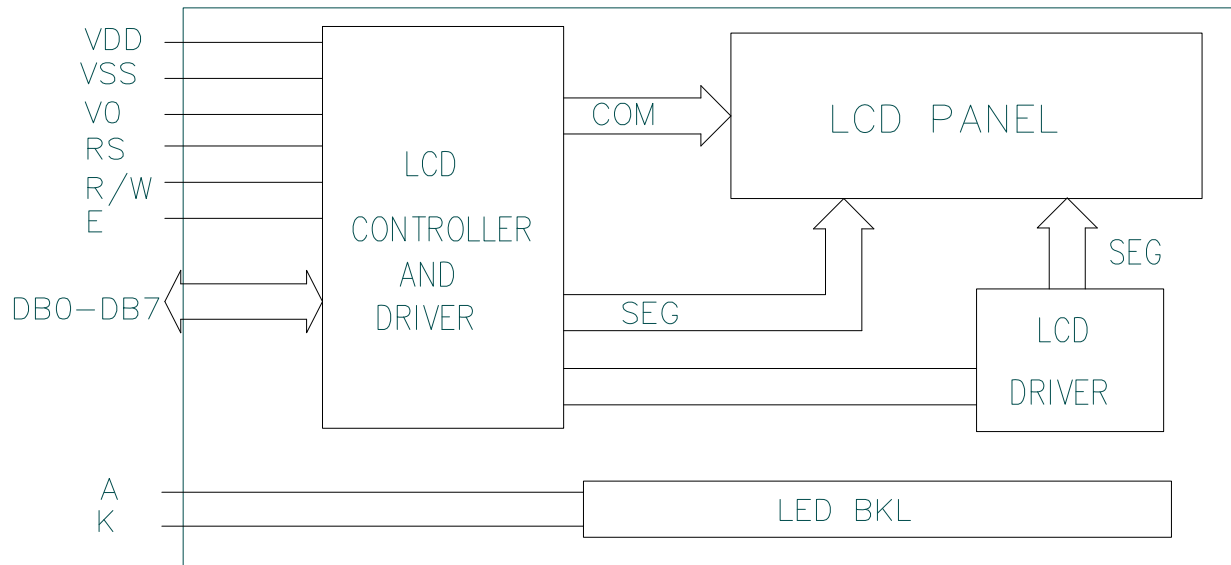 VDD
VSS
V0
RS
R/W
E
DB0-DB7
LCD
CONTROLLER
AND
DRIVER
COM
LCD PANEL
SEG
SEG
LCD
DRIVER
A
K
LED BKL